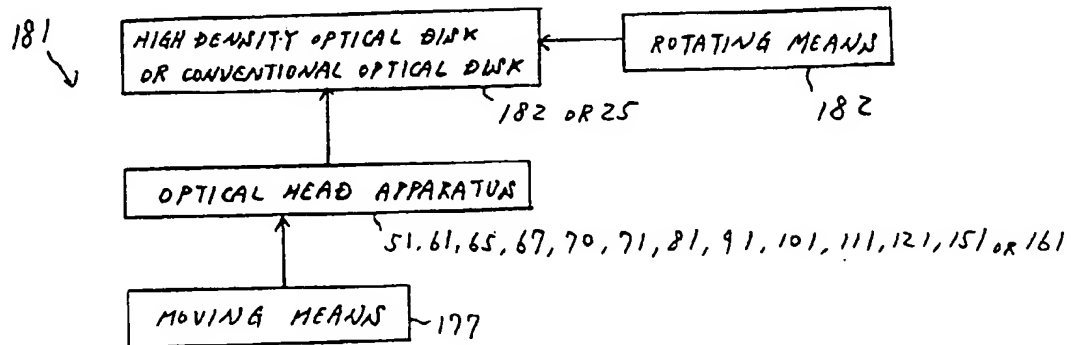 181
HIGH DENSITY OPTICAL DISK
OR CONVENTIONAL OPTICAL DISK
ROTATING MEANS
182 OR 25
182
OPTICAL HEAD APPARATUS
51, 61, 65, 67, 70, 71, 81, 91, 101, 111, 121, 151 OR 161
MOVING MEANS
177